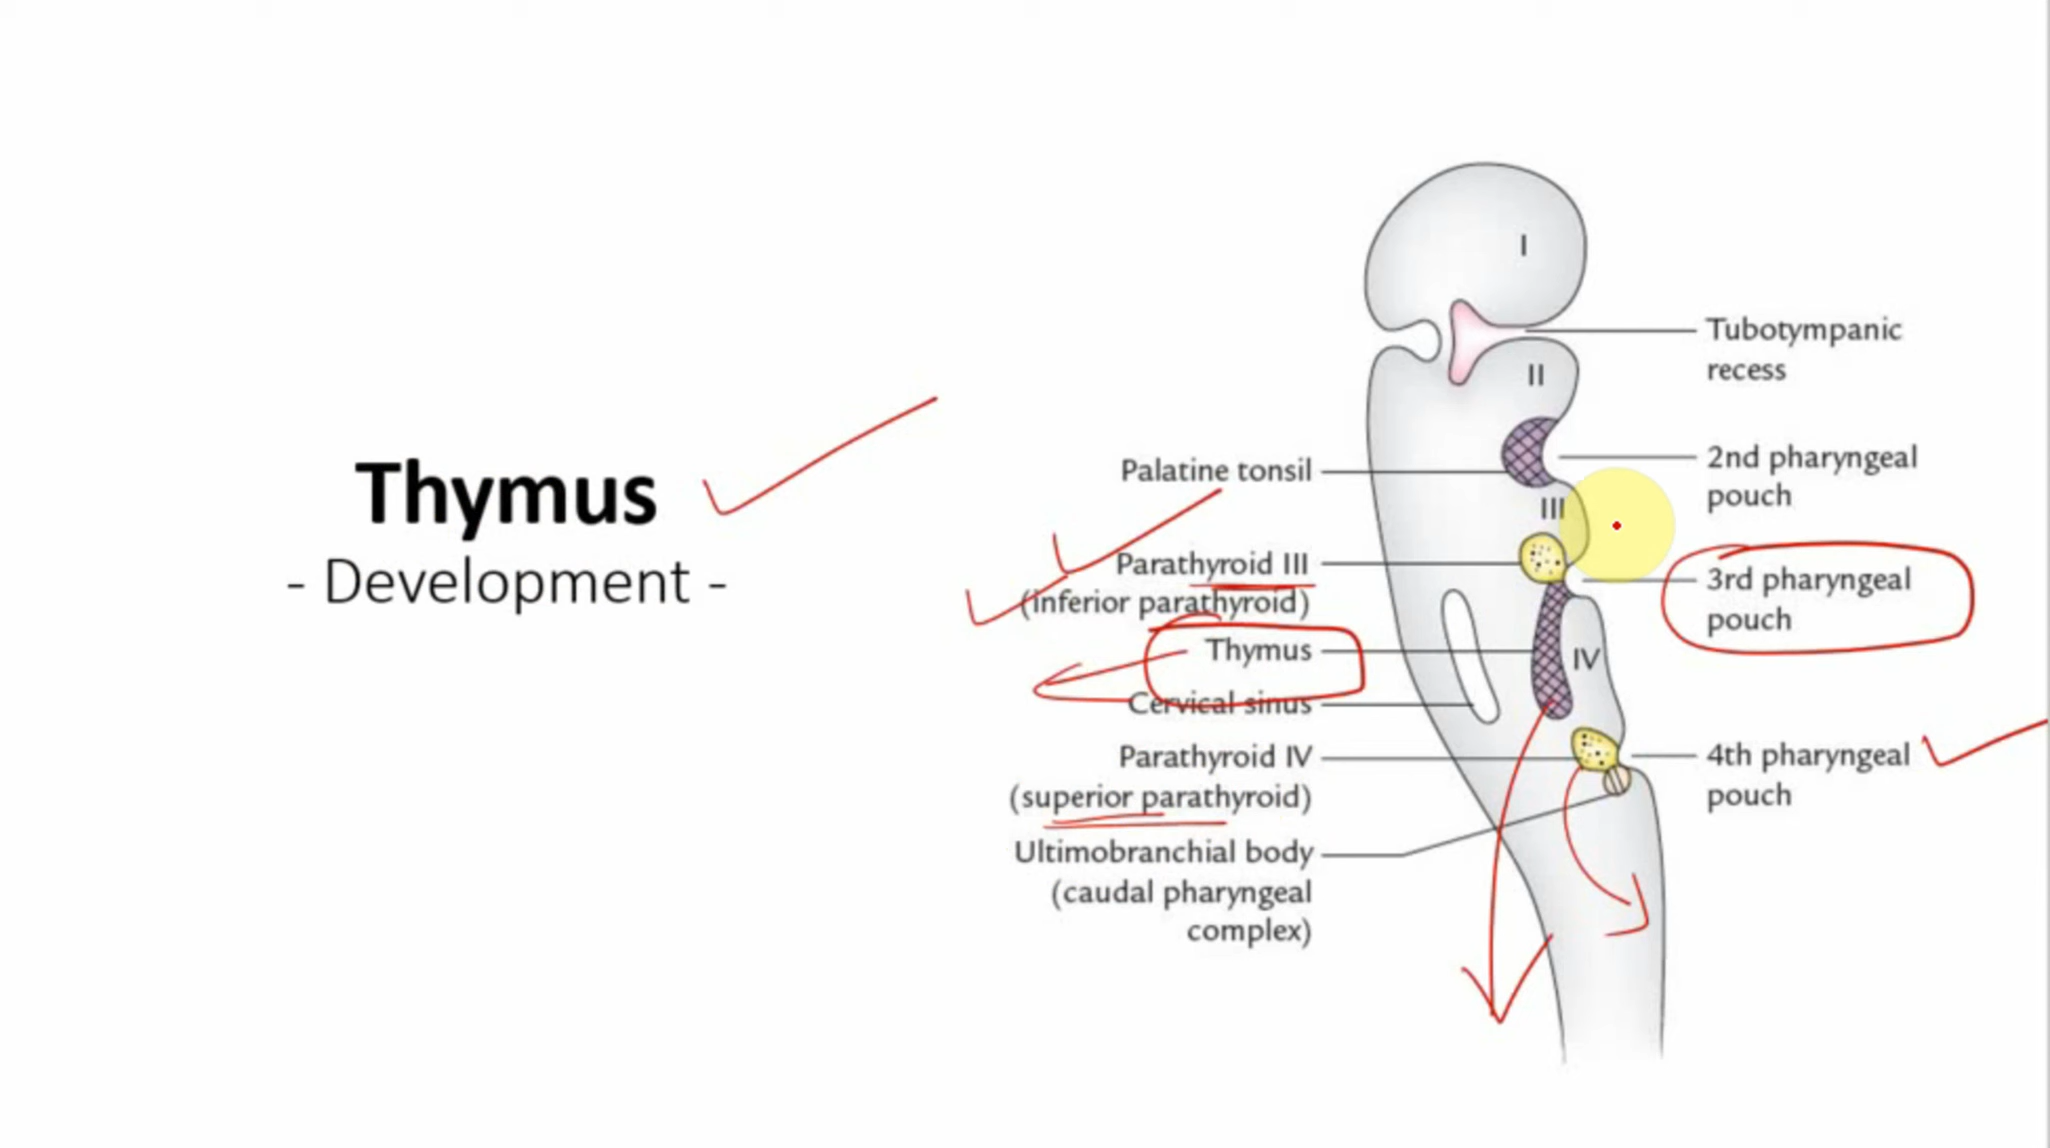 Thymus
- Development -
I
Tubotympanic
recess
II
Palatine tonsil
2nd pharyngeal
pouch
III
Parathyroid III
(inferior parathyroid)
3rd pharyngeal
pouch
Thymus
IV
Cervical sinus
Parathyroid IV
(superior parathyroid)
4th pharyngeal
pouch
Ultimobranchial body
(caudal pharyngeal
complex)